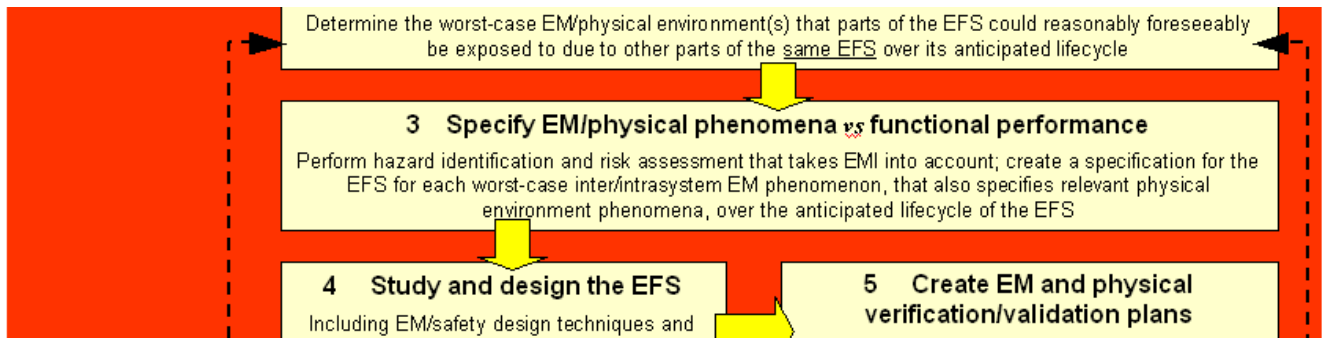 Determine the worst-case EM/physical environment(s) that parts of the EFS could reasonably foreseeably
be exposed to due to other parts of the same EFS over its anticipated lifecycle
3 Specify EM/physical phenomena vs functional performance
Perform hazard identification and risk assessment that takes EMI into account; create a specification for the
EFS for each worst-case inter/intrasystem EM phenomenon, that also specifies relevant physical
environment phenomena, over the anticipated lifecycle of the EFS
4 Study and design the EFS
Including EM/safety design techniques and
5 Create EM and physical
verification/validation plans